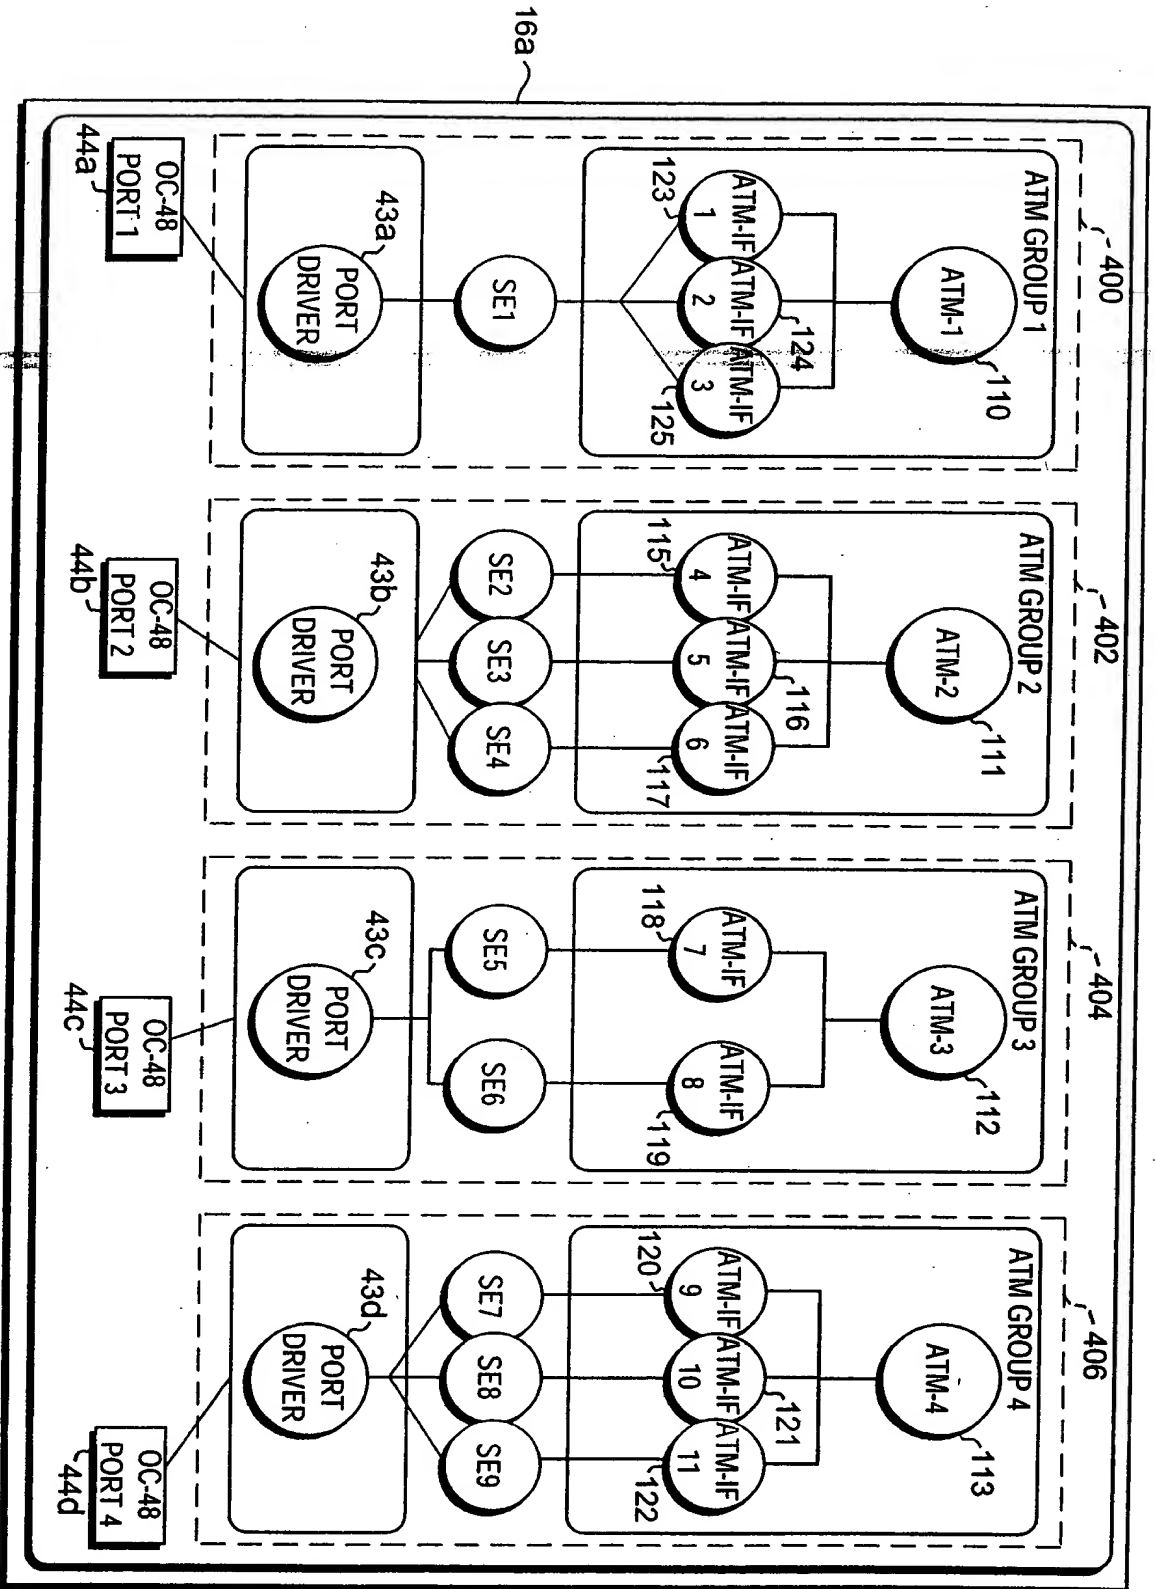 16a
400
ATM GROUP 1
ATM-1
110
ATM-IF
1
ATM-IF
2
ATM-IF
3
123
124
125
SE1
43a
PORT
DRIVER
OC-48
PORT 1
44a
402
ATM GROUP 2
ATM-2
111
ATM-IF
4
ATM-IF
5
ATM-IF
6
115
116
117
SE2
SE3
SE4
43b
PORT
DRIVER
OC-48
PORT 2
44b
404
ATM GROUP 3
ATM-3
112
ATM-IF
7
ATM-IF
8
118
119
SE5
SE6
43c
PORT
DRIVER
OC-48
PORT 3
44c
406
ATM GROUP 4
ATM-4
113
ATM-IF
9
ATM-IF
10
ATM-IF
11
120
121
122
SE7
SE8
SE9
43d
PORT
DRIVER
OC-48
PORT 4
44d